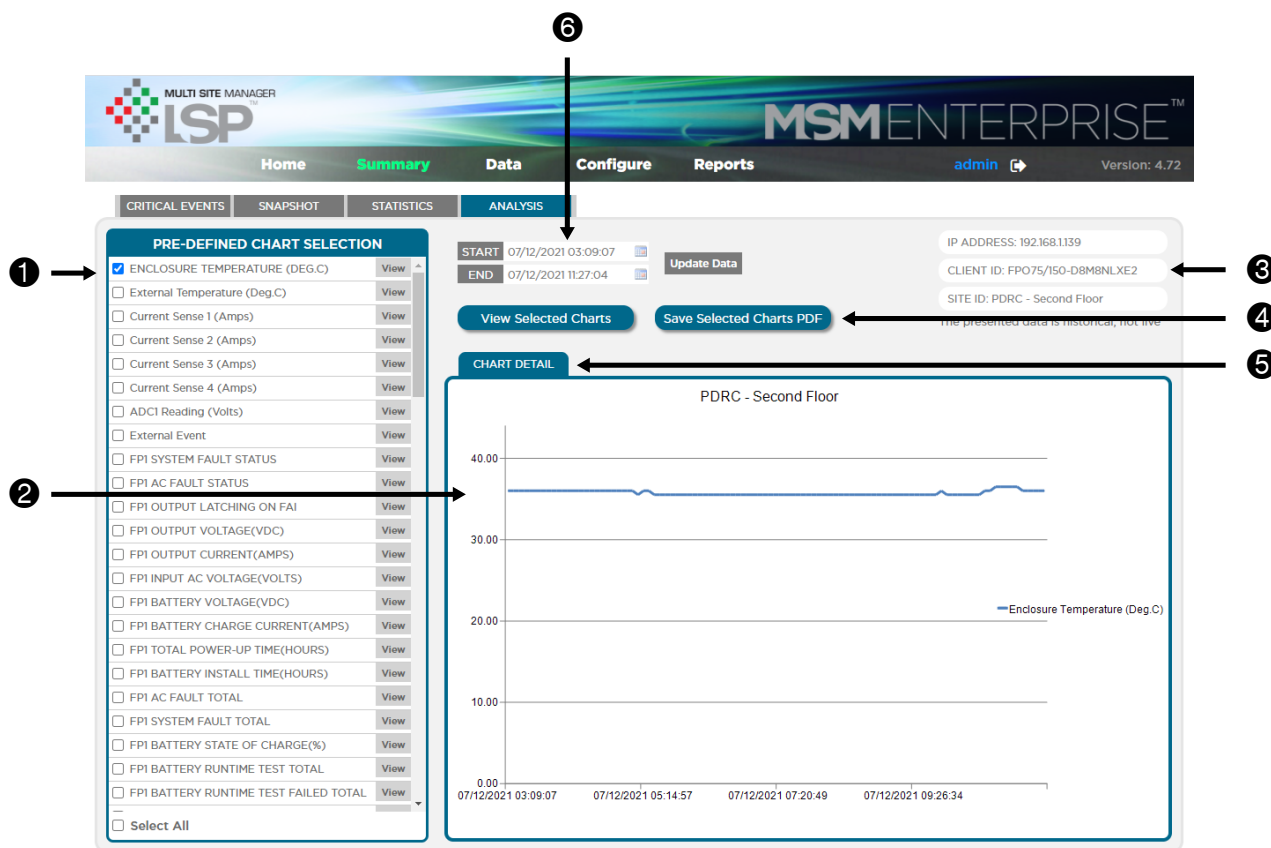 ❻
MULTI SITE MANAGER
LSP™
MSMENTERPRISE™
Home Summary Data Configure Reports admin Version: 4.72
CRITICAL EVENTS SNAPSHOT STATISTICS ANALYSIS
PRE-DEFINED CHART SELECTION
❶
ENCLOSURE TEMPERATURE (DEG.C) View
External Temperature (Deg.C) View
Current Sense 1 (Amps) View
Current Sense 2 (Amps) View
Current Sense 3 (Amps) View
Current Sense 4 (Amps) View
ADC1 Reading (Volts) View
External Event View
FP1 SYSTEM FAULT STATUS View
FP1 AC FAULT STATUS View
❷
FP1 OUTPUT LATCHING ON FAI View
FP1 OUTPUT VOLTAGE(VDC) View
FP1 OUTPUT CURRENT(AMPS) View
FP1 INPUT AC VOLTAGE(VOLTS) View
FP1 BATTERY VOLTAGE(VDC) View
FP1 BATTERY CHARGE CURRENT(AMPS) View
FP1 TOTAL POWER-UP TIME(HOURS) View
FP1 BATTERY INSTALL TIME(HOURS) View
FP1 AC FAULT TOTAL View
FP1 SYSTEM FAULT TOTAL View
FP1 BATTERY STATE OF CHARGE(%) View
FP1 BATTERY RUNTIME TEST TOTAL View
FP1 BATTERY RUNTIME TEST FAILED TOTAL View
Select All
START 07/12/2021 03:09:07
END 07/12/2021 11:27:04
Update Data
IP ADDRESS: 192.168.1.139
CLIENT ID: FPO75/150-D8M8NLXE2
❸
SITE ID: PDRC - Second Floor
The presented data is historical, not live
View Selected Charts Save Selected Charts PDF
❹
CHART DETAIL
❺
PDRC - Second Floor
40.00
30.00
20.00
10.00
0.00
Enclosure Temperature (Deg.C)
07/12/2021 03:09:07 07/12/2021 05:14:57 07/12/2021 07:20:49 07/12/2021 09:26:34